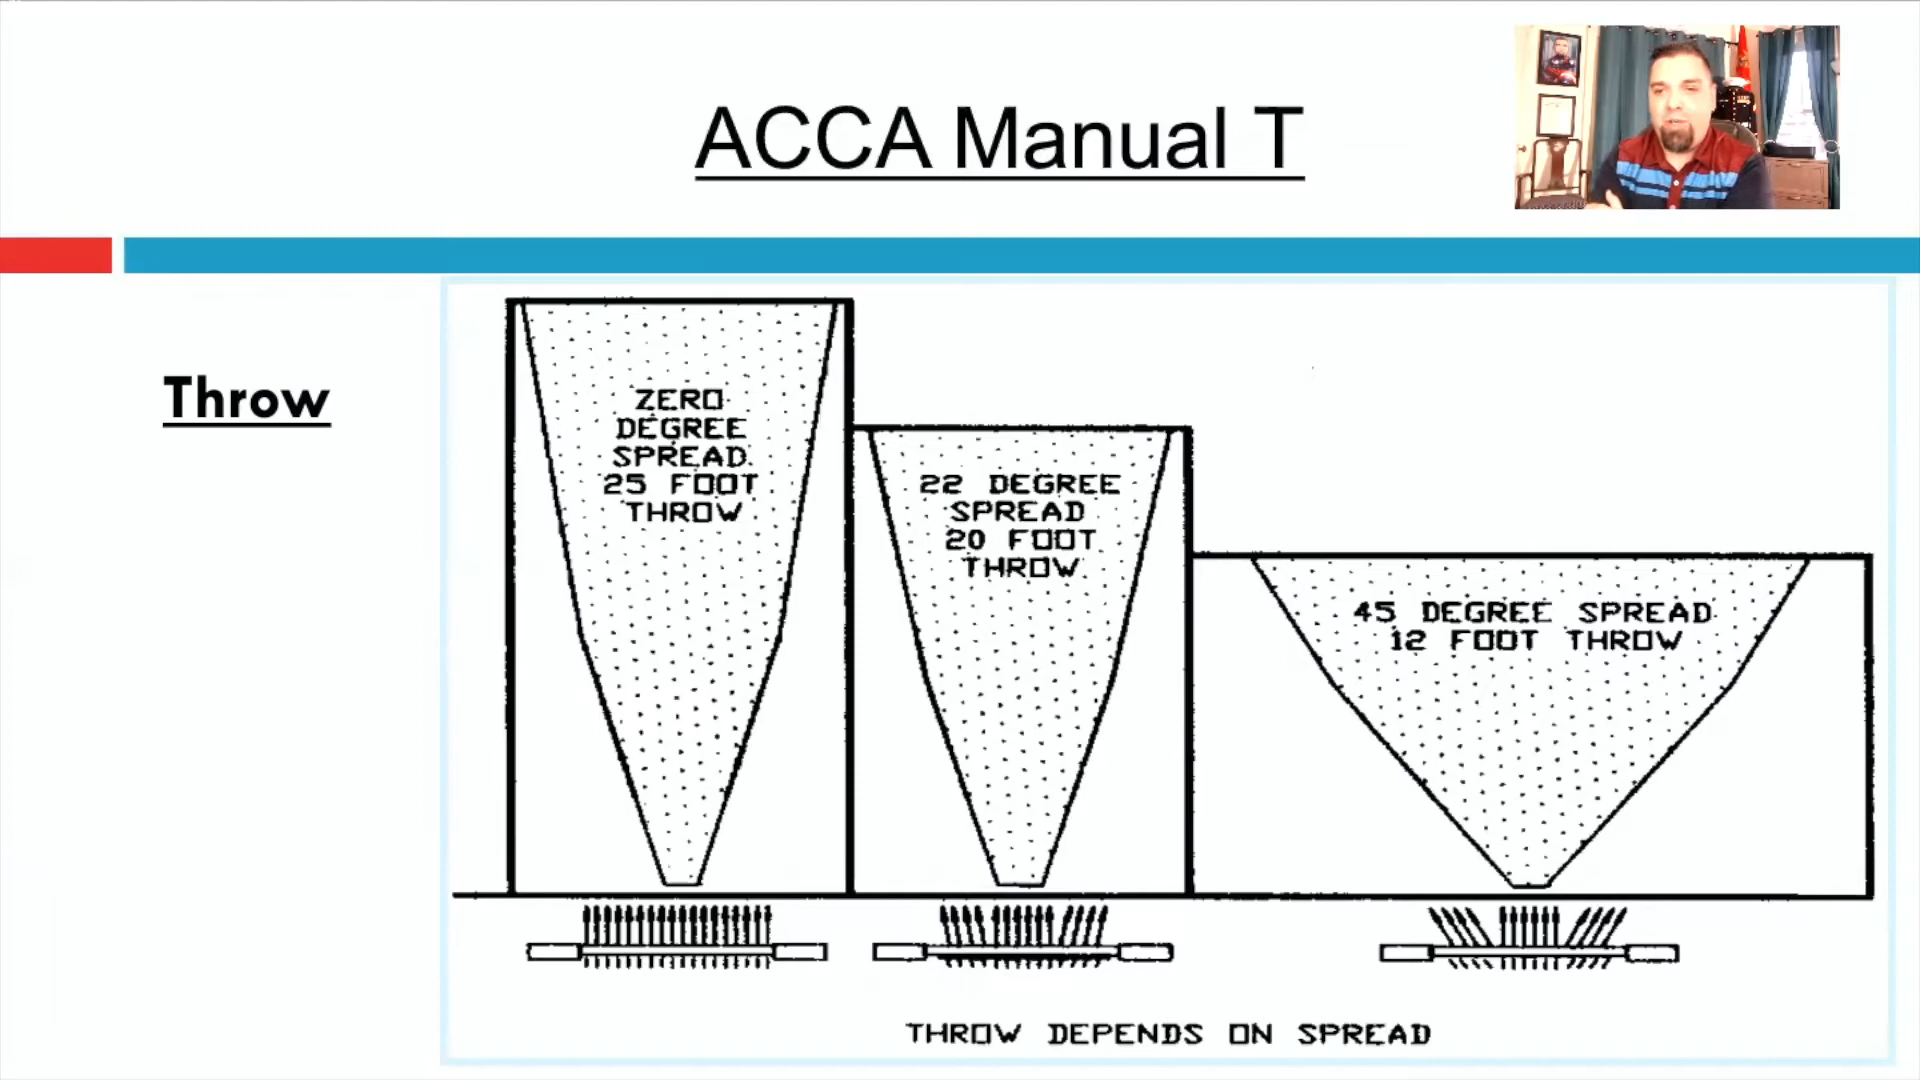 ACCA Manual T
Throw
ZERO
DEGREE
SPREAD
25 FOOT
THROW
22 DEGREE
SPREAD
20 FOOT
THROW
45 DEGREE SPREAD
12 FOOT THROW
THROW DEPENDS ON SPREAD